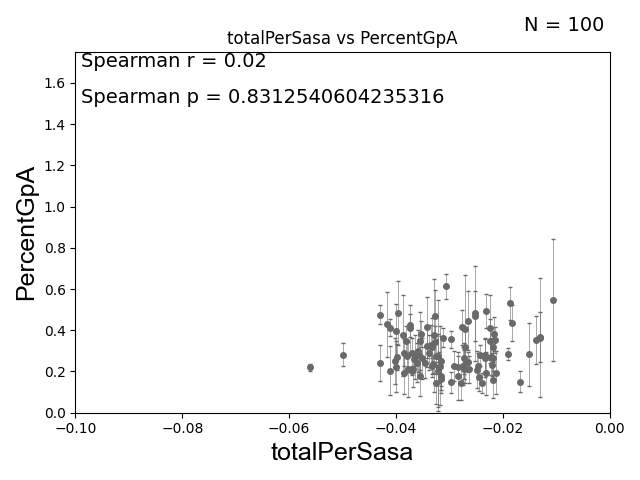 N = 100
totalPerSasa vs PercentGpA
Spearman r = 0.02
Spearman p = 0.8312540604235316
1.6
1.4
1.2
1.0
0.8
0.6
0.4
0.2
0.0
PercentGpA
−0.10 −0.08 −0.06 −0.04 −0.02 0.00
totalPerSasa